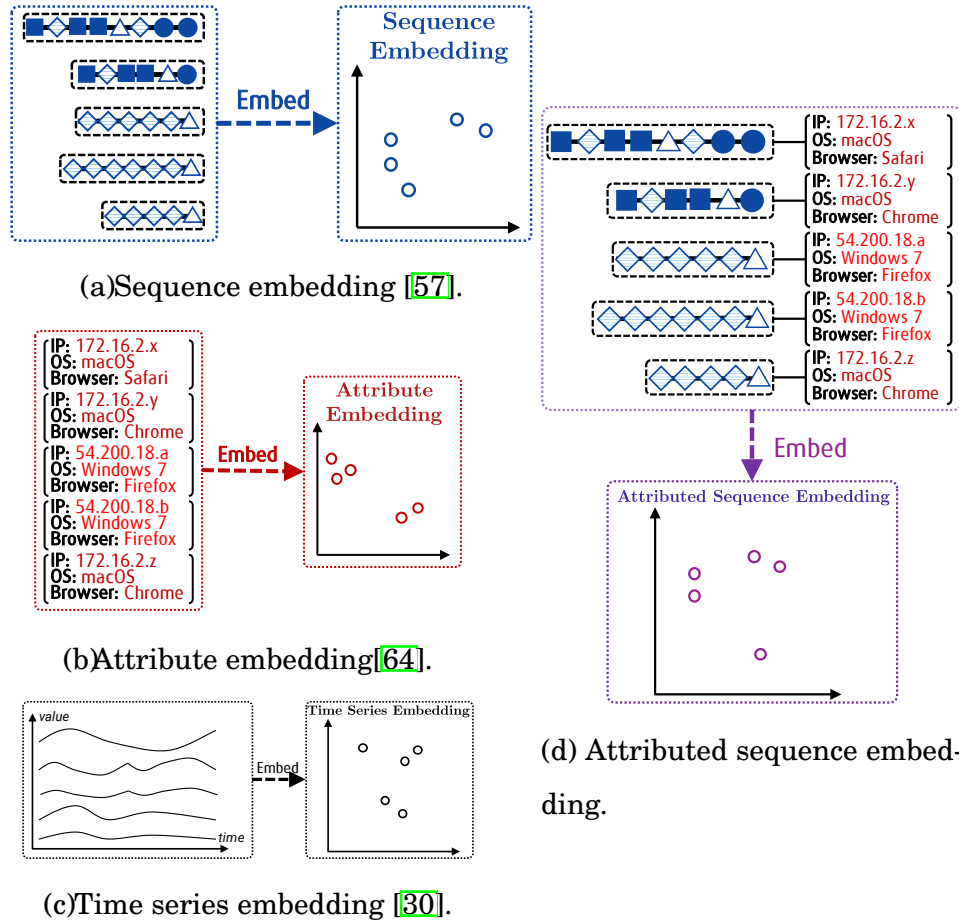 Sequence
Embedding
Embed
(a)Sequence embedding [57].
IP: 172.16.2.x
OS: macOS
Browser: Safari
IP: 172.16.2.y
OS: macOS
Browser: Chrome
IP: 54.200.18.a
OS: Windows 7
Browser: Firefox
IP: 54.200.18.b
OS: Windows 7
Browser: Firefox
IP: 172.16.2.z
OS: macOS
Browser: Chrome
Embed
Attribute
Embedding
(b)Attribute embedding[64].
value
time
Embed
Time Series Embedding
(c)Time series embedding [30].
IP: 172.16.2.x
OS: macOS
Browser: Safari
IP: 172.16.2.y
OS: macOS
Browser: Chrome
IP: 54.200.18.a
OS: Windows 7
Browser: Firefox
IP: 54.200.18.b
OS: Windows 7
Browser: Firefox
IP: 172.16.2.z
OS: macOS
Browser: Chrome
Embed
Attributed Sequence Embedding
(d) Attributed sequence embed-
ding.